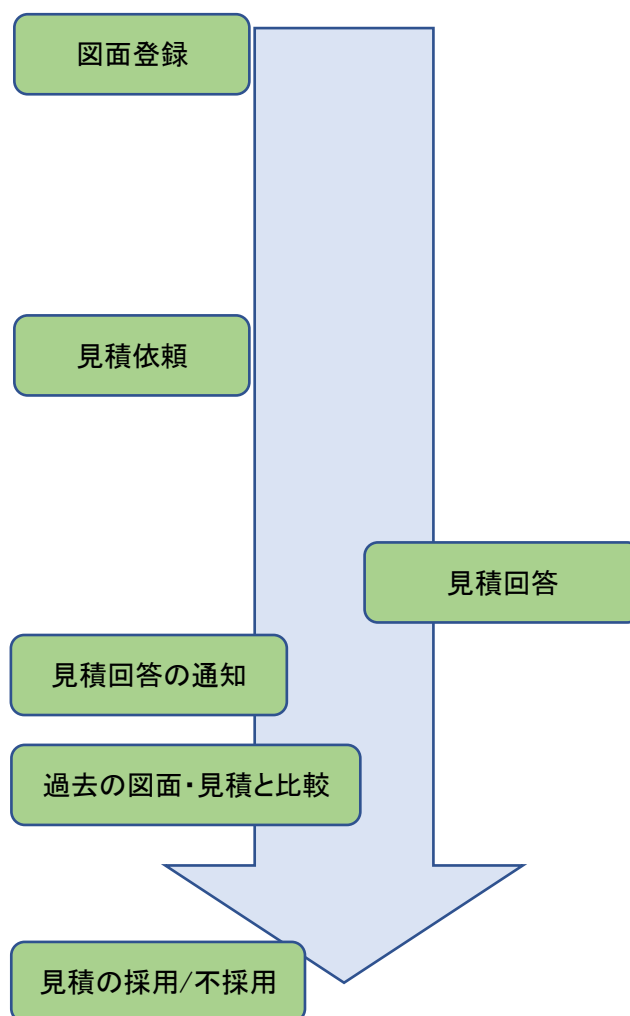 図面登録
見積依頼
見積回答
見積回答の通知
過去の図面・見積と比較
見積の採用/不採用